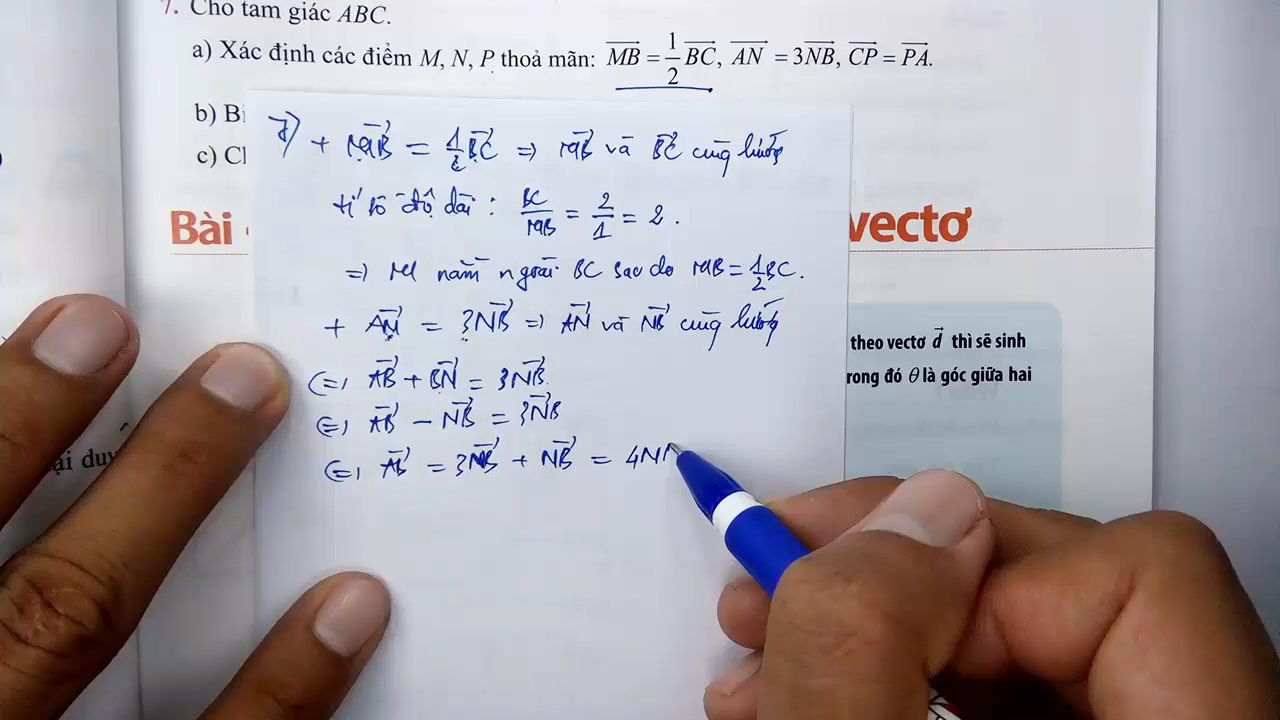 7. Cho tam giác ABC.
a) Xác định các điểm M, N, P thoả mãn: $\overrightarrow{MB} = \frac{1}{2}\overrightarrow{BC}$, $\overrightarrow{AN} = 3\overrightarrow{NB}$, $\overrightarrow{CP} = \overrightarrow{PA}$.
b) Bi
c) Cl
7) + $\overrightarrow{MB} = \frac{1}{2}\overrightarrow{BC}$ ⇒ $\overrightarrow{MB}$ và $\overrightarrow{BC}$ cùng hướng
tỉ số độ dài : $\frac{BC}{MB} = \frac{2}{1} = 2$.
⇒ M nằm ngoài BC sao cho MB = $\frac{1}{2}$BC.
+ $\overrightarrow{AN} = 3\overrightarrow{NB}$ ⇒ $\overrightarrow{AN}$ và $\overrightarrow{NB}$ cùng hướng
(=) $\overrightarrow{AB} + \overrightarrow{BN} = 3\overrightarrow{NB}$.
(=) $\overrightarrow{AB} - \overrightarrow{NB} = 3\overrightarrow{NB}$
(=) $\overrightarrow{AB} = 3\overrightarrow{NB} + \overrightarrow{NB} = 4N$
Bài vectơ
theo vectơ $\vec{d}$ thì sẽ sinh
rong đó θ là góc giữa hai
ại duy